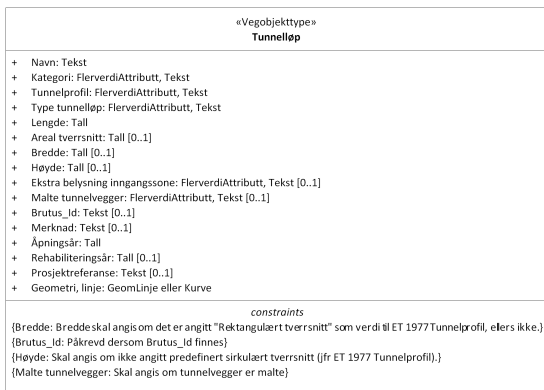 «Vegobjekttype»
Tunnelløp
+ Navn: Tekst
+ Kategori: FlerverdiAttributt, Tekst
+ Tunnelprofil: FlerverdiAttributt, Tekst
+ Type tunnelløp: FlerverdiAttributt, Tekst
+ Lengde: Tall
+ Areal tverrsnitt: Tall [0..1]
+ Bredde: Tall [0..1]
+ Høyde: Tall [0..1]
+ Ekstra belysning inngangssone: FlerverdiAttributt, Tekst [0..1]
+ Malte tunnelvegger: FlerverdiAttributt, Tekst [0..1]
+ Brutus_Id: Tekst [0..1]
+ Merknad: Tekst [0..1]
+ Åpningsår: Tall
+ Rehabiliteringsår: Tall [0..1]
+ Prosjektreferanse: Tekst [0..1]
+ Geometri, linje: GeomLinje eller Kurve
constraints
{Bredde: Bredde skal angis om det er angitt "Rektangulært tverrsnitt" som verdi til ET 1977 Tunnelprofil, ellers ikke.}
{Brutus_Id: Påkrevd dersom Brutus_Id finnes}
{Høyde: Skal angis om ikke angitt predefinert sirkulært tverrsnitt (jfr ET 1977 Tunnelprofil).}
{Malte tunnelvegger: Skal angis om tunnelvegger er malte}